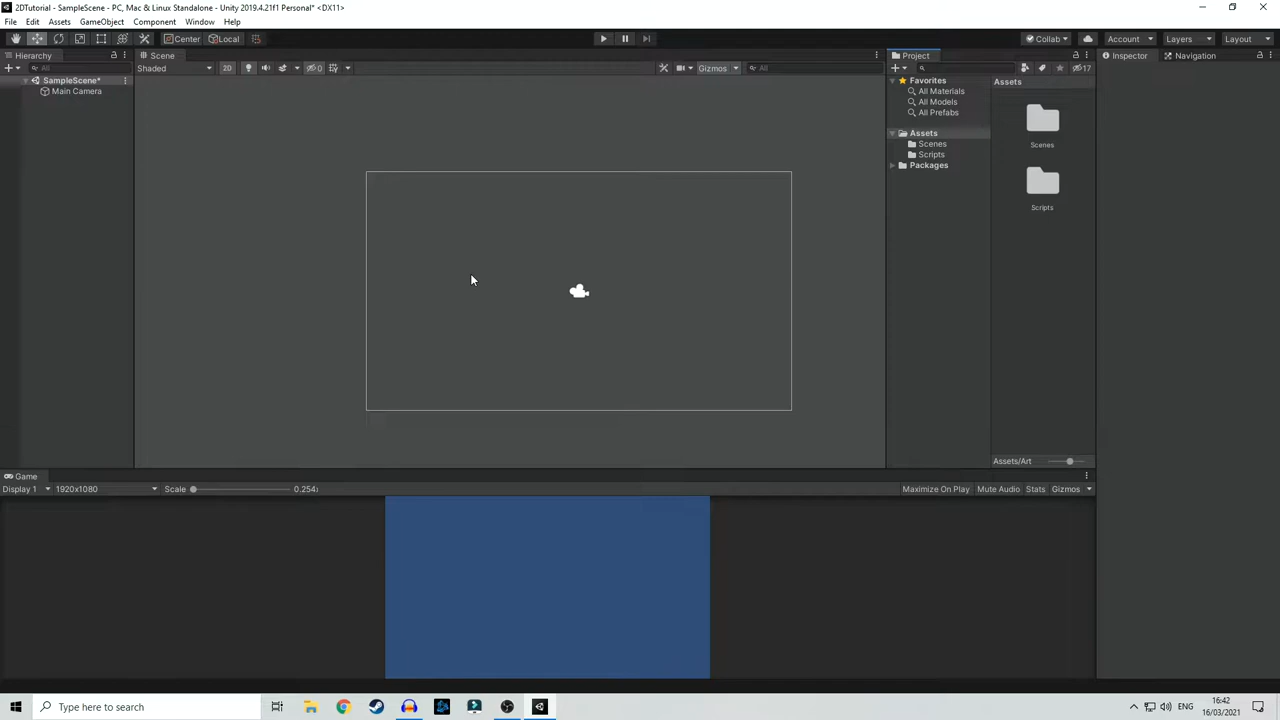 2DTutorial - SampleScene - PC, Mac & Linux Standalone - Unity 2019.4.21f1 Personal* <DX11>
File Edit Assets GameObject Component Window Help
Center Local Collab Account Layers Layout
Hierarchy
All
SampleScene*
Main Camera
Scene
Shaded 2D 0 Gizmos All
Project
17
Favorites
All Materials
All Models
All Prefabs
Assets
Scenes
Scripts
Packages
Assets
Scenes
Scripts
Assets/Art
Inspector Navigation
Game
Display 1 1920x1080 Scale 0.254 Maximize On Play Mute Audio Stats Gizmos
Type here to search
ENG
16:42
16/03/2021